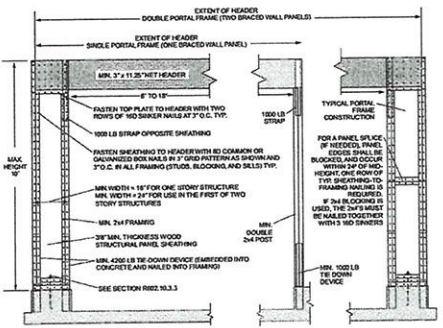 EXTENT OF HEADER
DOUBLE PORTAL FRAME (TWO BRACED WALL PANELS)
EXTENT OF HEADER
SINGLE PORTAL FRAME (ONE BRACED WALL PANEL)
MIN. 3" x 11.25" NET HEADER
6' TO 18'
FASTEN TOP PLATE TO HEADER WITH TWO
ROWS OF 16D SINKER NAILS AT 3" O.C. TYP.
1000 LB
STRAP
TYPICAL PORTAL
FRAME
CONSTRUCTION
1000 LB STRAP OPPOSITE SHEATHING
FASTEN SHEATHING TO HEADER WITH 8D COMMON OR
GALVANIZED BOX NAILS IN 3" GRID PATTERN AS SHOWN AND
3" O.C. IN ALL FRAMING (STUDS, BLOCKING, AND SILLS) TYP.
FOR A PANEL SPLICE
(IF NEEDED), PANEL
EDGES SHALL BE
BLOCKED, AND OCCUR
WITHIN 24" OF MID-
HEIGHT. ONE ROW OF
TYP. SHEATHING-TO-
FRAMING NAILING IS
REQUIRED.
IF 2x4 BLOCKING IS
USED, THE 2x4'S MUST
BE NAILED TOGETHER
WITH 3 16D SINKERS
MAX.
HEIGHT
10'
MIN. WIDTH = 16" FOR ONE STORY STRUCTURES
MIN. WIDTH = 24" FOR USE IN THE FIRST OF TWO
STORY STRUCTURES
MIN. 2x4 FRAMING
MIN.
DOUBLE
2x4 POST
3/8" MIN. THICKNESS WOOD
STRUCTURAL PANEL SHEATHING
MIN. 4200 LB TIE-DOWN DEVICE (EMBEDDED INTO
CONCRETE AND NAILED INTO FRAMING)
MIN. 1000 LB
TIE DOWN
DEVICE
SEE SECTION R602.10.3.3